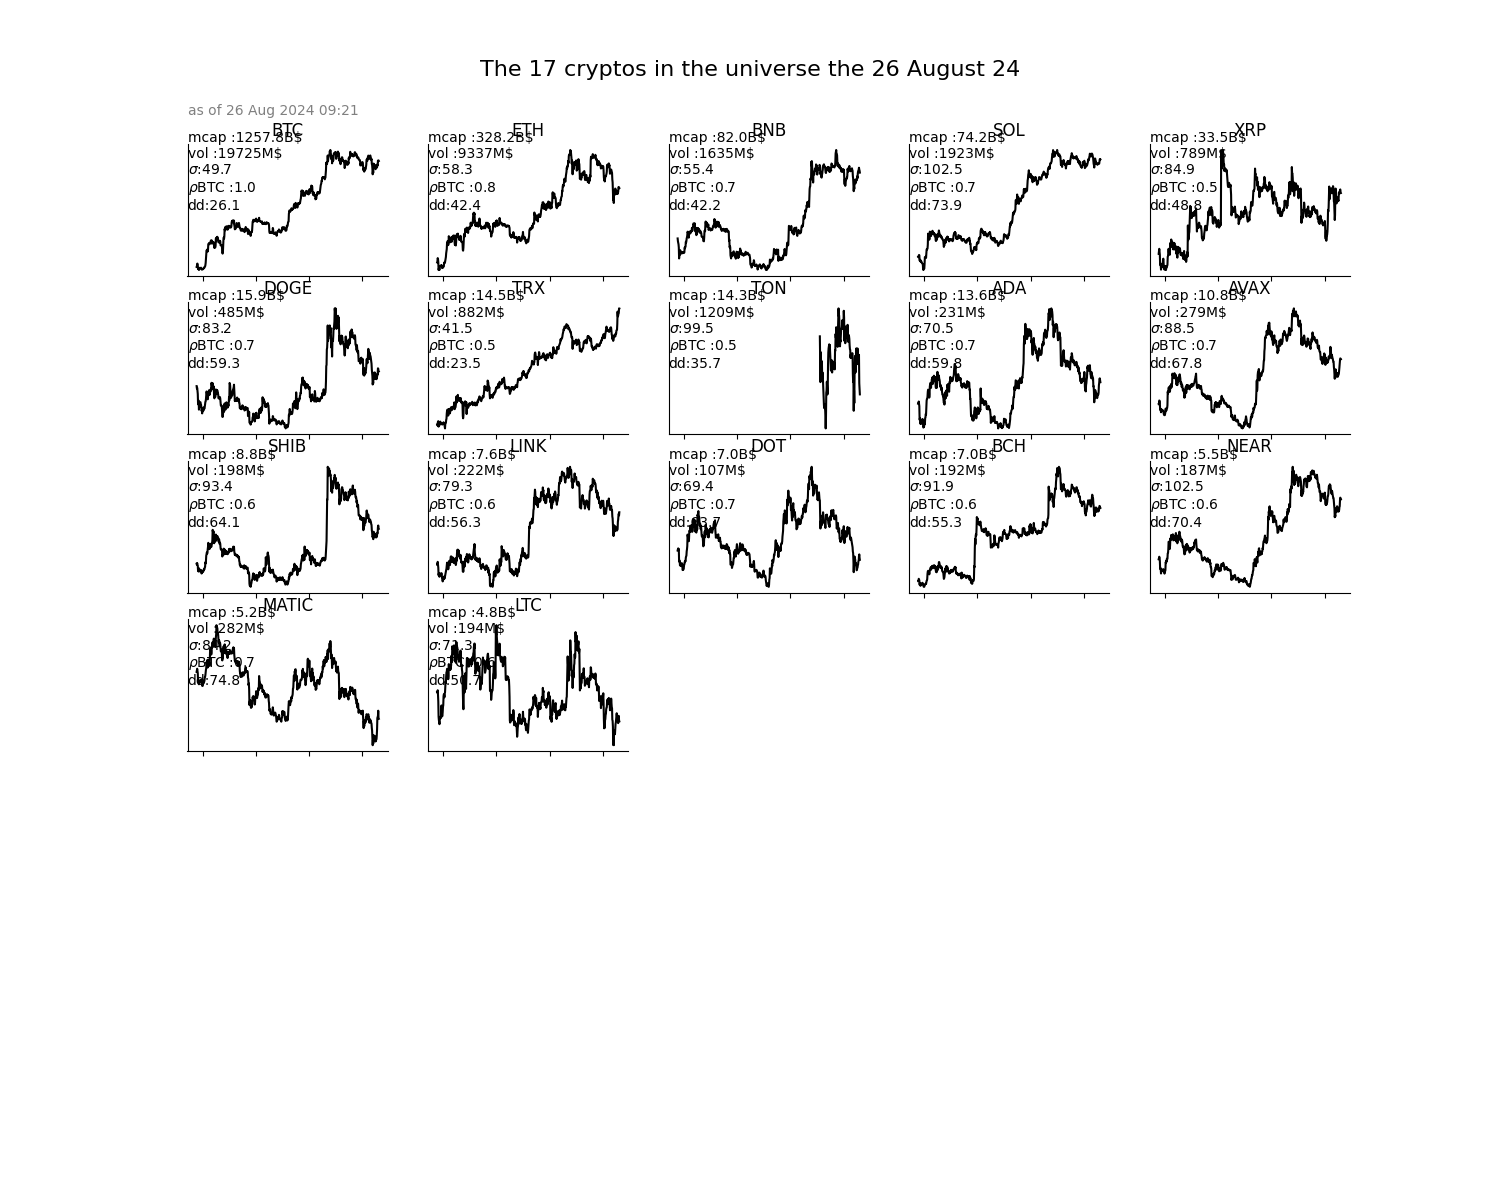 The 17 cryptos in the universe the 26 August 24
as of 26 Aug 2024 09:21
BTC
mcap :1257.8B$
vol :19725M$
σ:49.7
ρBTC :1.0
dd:26.1
ETH
mcap :328.2B$
vol :9337M$
σ:58.3
ρBTC :0.8
dd:42.4
BNB
mcap :82.0B$
vol :1635M$
σ:55.4
ρBTC :0.7
dd:42.2
SOL
mcap :74.2B$
vol :1923M$
σ:102.5
ρBTC :0.7
dd:73.9
XRP
mcap :33.5B$
vol :789M$
σ:84.9
ρBTC :0.5
dd:48.8
DOGE
mcap :15.9B$
vol :485M$
σ:83.2
ρBTC :0.7
dd:59.3
TRX
mcap :14.5B$
vol :882M$
σ:41.5
ρBTC :0.5
dd:23.5
TON
mcap :14.3B$
vol :1209M$
σ:99.5
ρBTC :0.5
dd:35.7
ADA
mcap :13.6B$
vol :231M$
σ:70.5
ρBTC :0.7
dd:59.8
AVAX
mcap :10.8B$
vol :279M$
σ:88.5
ρBTC :0.7
dd:67.8
SHIB
mcap :8.8B$
vol :198M$
σ:93.4
ρBTC :0.6
dd:64.1
LINK
mcap :7.6B$
vol :222M$
σ:79.3
ρBTC :0.6
dd:56.3
DOT
mcap :7.0B$
vol :107M$
σ:69.4
ρBTC :0.7
BCH
mcap :7.0B$
vol :192M$
σ:91.9
ρBTC :0.6
dd:55.3
NEAR
mcap :5.5B$
vol :187M$
σ:102.5
ρBTC :0.6
dd:70.4
MATIC
mcap :5.2B$
vol :282M$
ρBTC :0.7
dd:74.8
LTC
mcap :4.8B$
vol :194M$